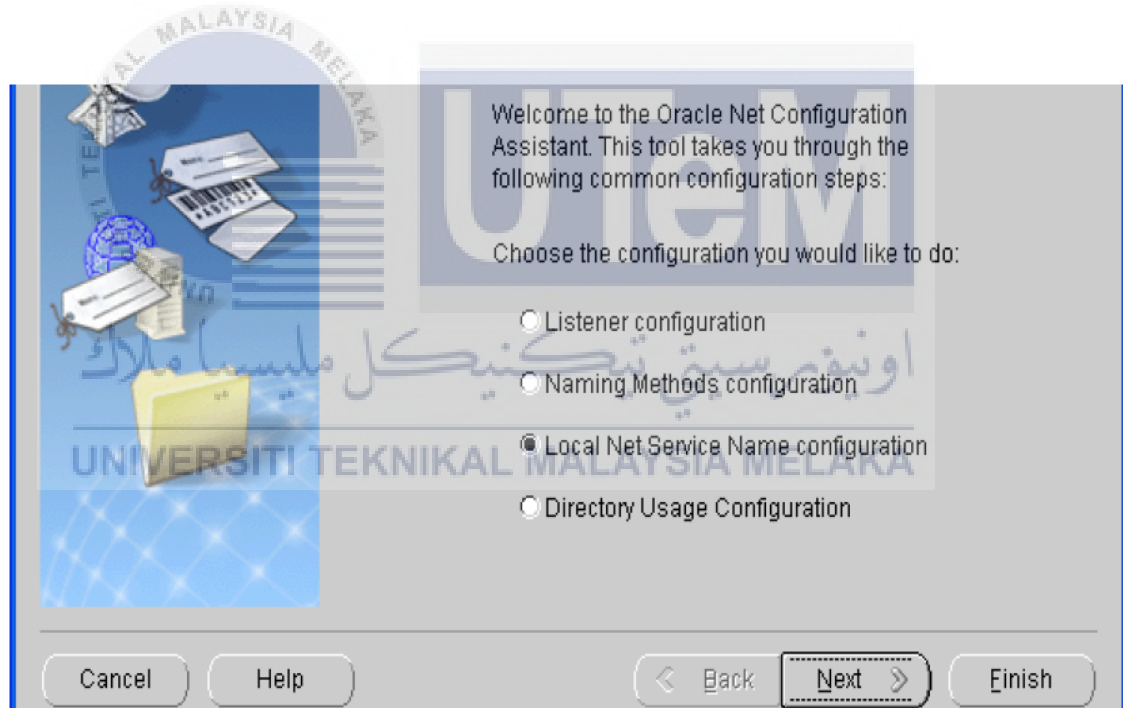 UTeM
UNIVERSITI TEKNIKAL MALAYSIA MELAKA
اونيۏرسيتي تيكنيكل مليسيا ملاك
Welcome to the Oracle Net Configuration
Assistant. This tool takes you through the
following common configuration steps:
Choose the configuration you would like to do:
Listener configuration
Naming Methods configuration
Local Net Service Name configuration
Directory Usage Configuration
Cancel
Help
Back
Next
Finish